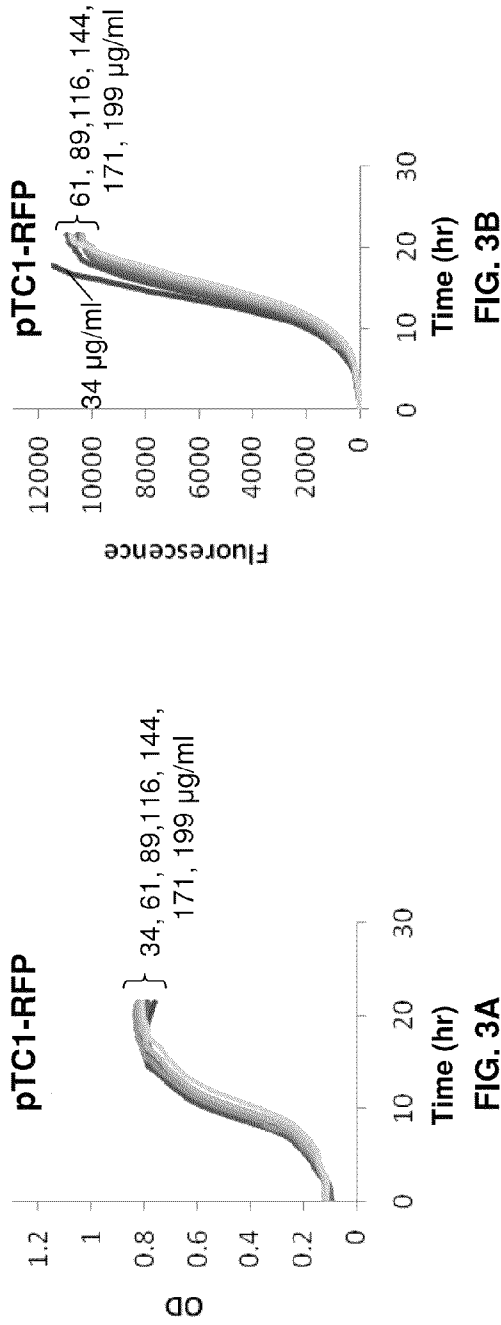 pTC1-RFP
1.2
1
0.8
0.6
0.4
0.2
0
OD
34, 61, 89,116, 144,
171, 199 µg/ml
0
10
20
30
Time (hr)
FIG. 3A
pTC1-RFP
12000
10000
8000
6000
4000
2000
0
Fluorescence
34 µg/ml
61, 89,116, 144,
171, 199 µg/ml
0
10
20
30
Time (hr)
FIG. 3B